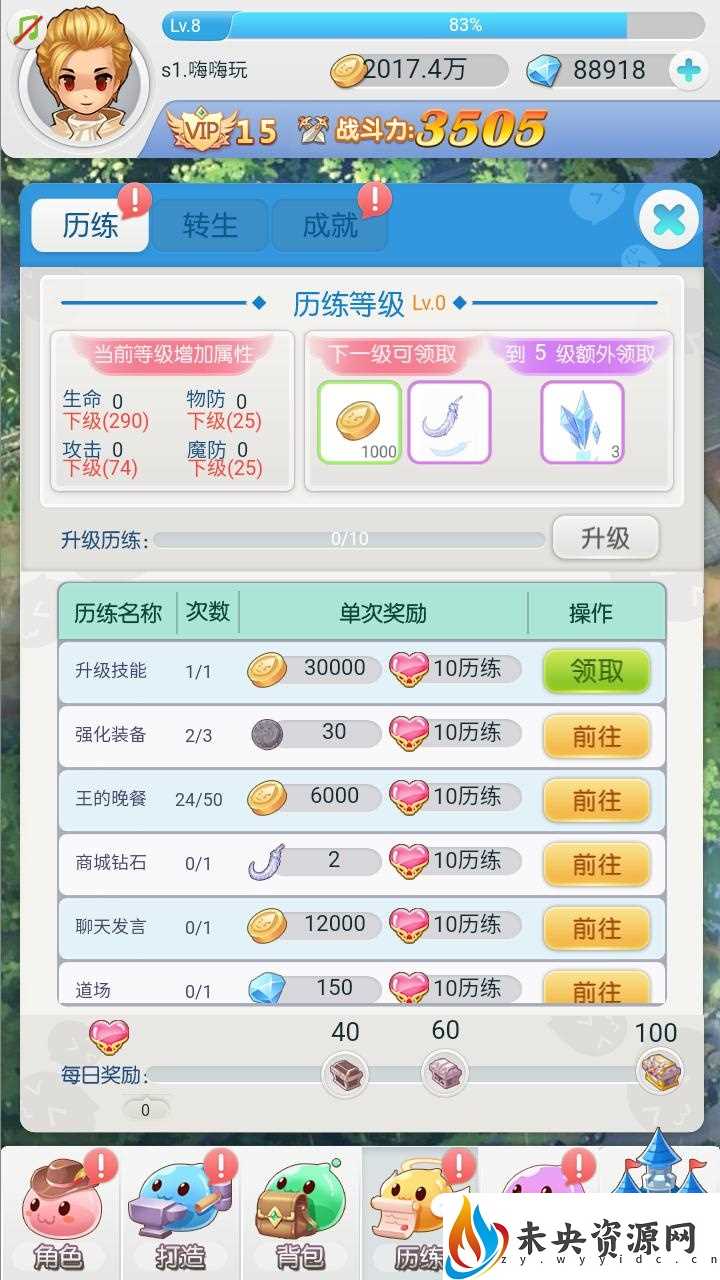 Lv.8 83%
s1.嗨嗨玩 2017.4万 88918
VIP 15 战斗力:3505
历练 转生 成就
历练等级 Lv.0
当前等级增加属性 下一级可领取 到 5 级额外领取
生命 0 物防 0
下级(290) 下级(25)
攻击 0 魔防 0
下级(74) 下级(25)
1000 3
升级历练: 0/10 升级
历练名称 次数 单次奖励 操作
升级技能 1/1 30000 10历练 领取
强化装备 2/3 30 10历练 前往
王的晚餐 24/50 6000 10历练 前往
商城钻石 0/1 2 10历练 前往
聊天发言 0/1 12000 10历练 前往
道场 0/1 150 10历练 前往
40 60 100
每日奖励:
0
角色 打造 背包 历练
未央资源网
zy.wyyidc.cn